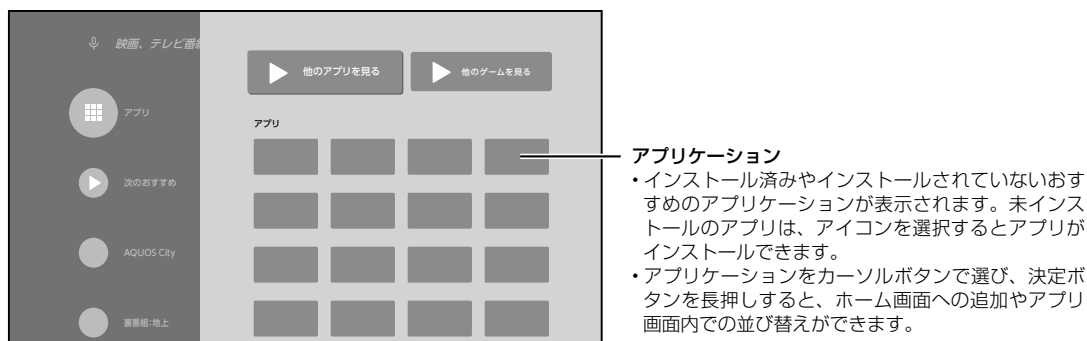 映画、テレビ番
他のアプリを見る
他のゲームを見る
アプリ
アプリ
次のおすすめ
AQUOS City
裏番組:地上
アプリケーション
・インストール済みやインストールされていないおす
すめのアプリケーションが表示されます。未インス
トールのアプリは、アイコンを選択するとアプリが
インストールできます。
・アプリケーションをカーソルボタンで選び、決定ボ
タンを長押しすると、ホーム画面への追加やアプリ
画面内での並び替えができます。